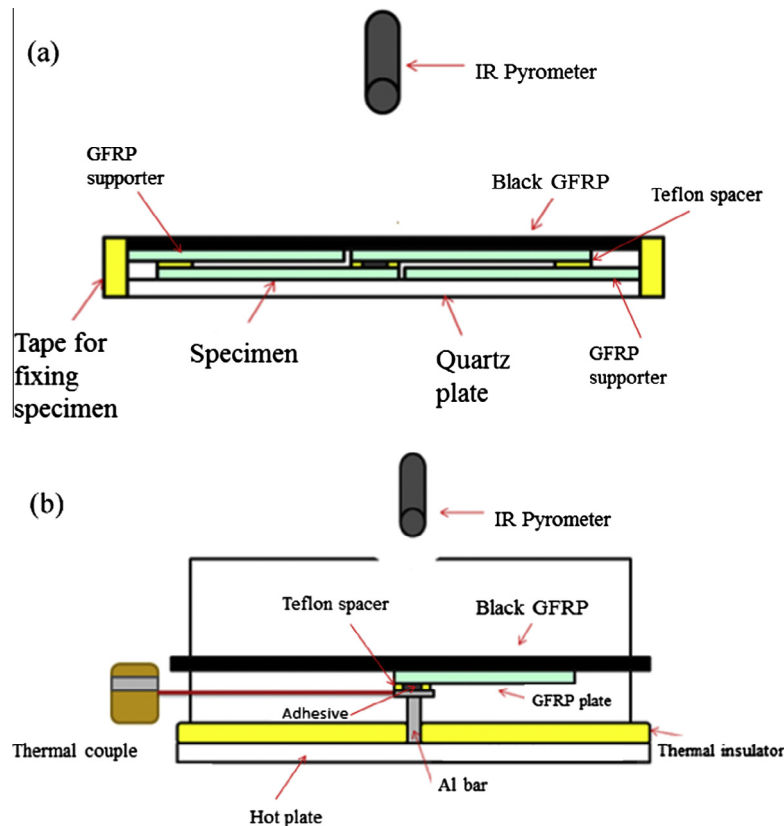 (a)
IR Pyrometer
GFRP
supporter
Black GFRP
Teflon spacer
Tape for
fixing
specimen
Specimen
Quartz
plate
GFRP
supporter
(b)
IR Pyrometer
Teflon spacer
Black GFRP
Adhesive
GFRP plate
Thermal couple
Thermal insulator
Al bar
Hot plate